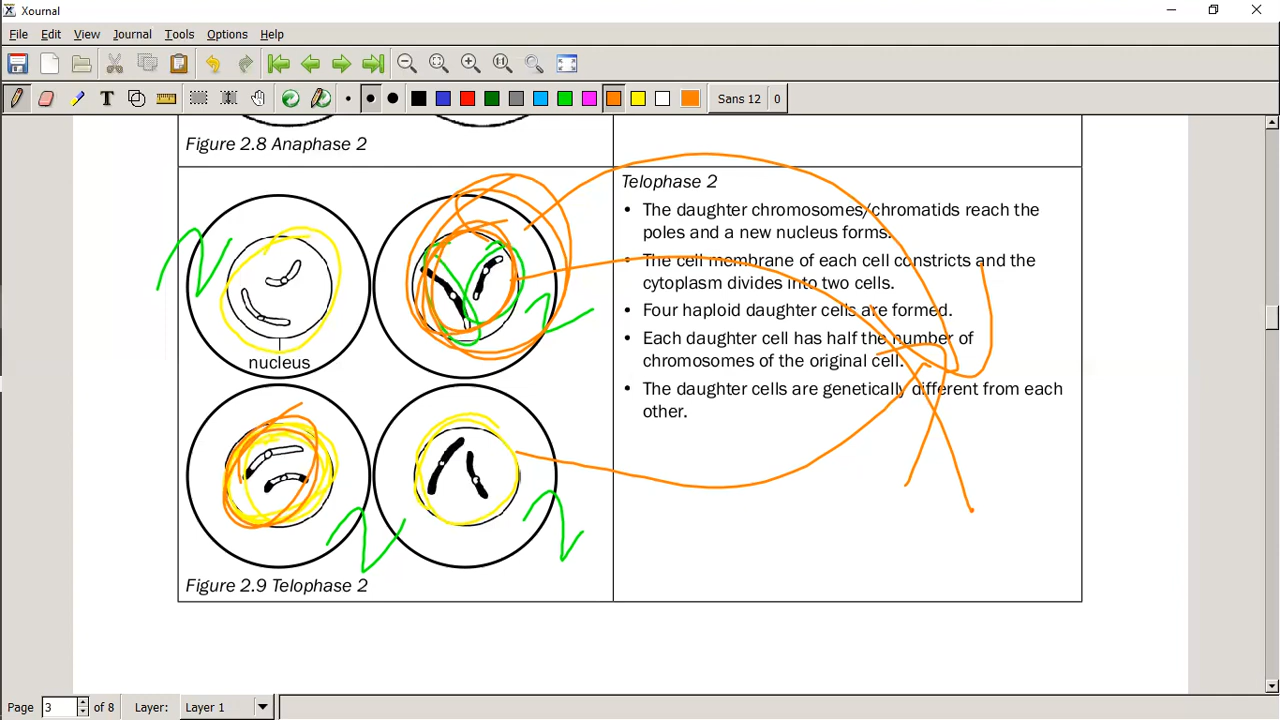 Xournal
File Edit View Journal Tools Options Help
Sans 12 0
Figure 2.8 Anaphase 2
Telophase 2
• The daughter chromosomes/chromatids reach the
poles and a new nucleus forms.
• The cell membrane of each cell constricts and the
cytoplasm divides into two cells.
• Four haploid daughter cells are formed.
• Each daughter cell has half the number of
chromosomes of the original cell.
• The daughter cells are genetically different from each
other.
nucleus
Figure 2.9 Telophase 2
Page 3 of 8 Layer: Layer 1